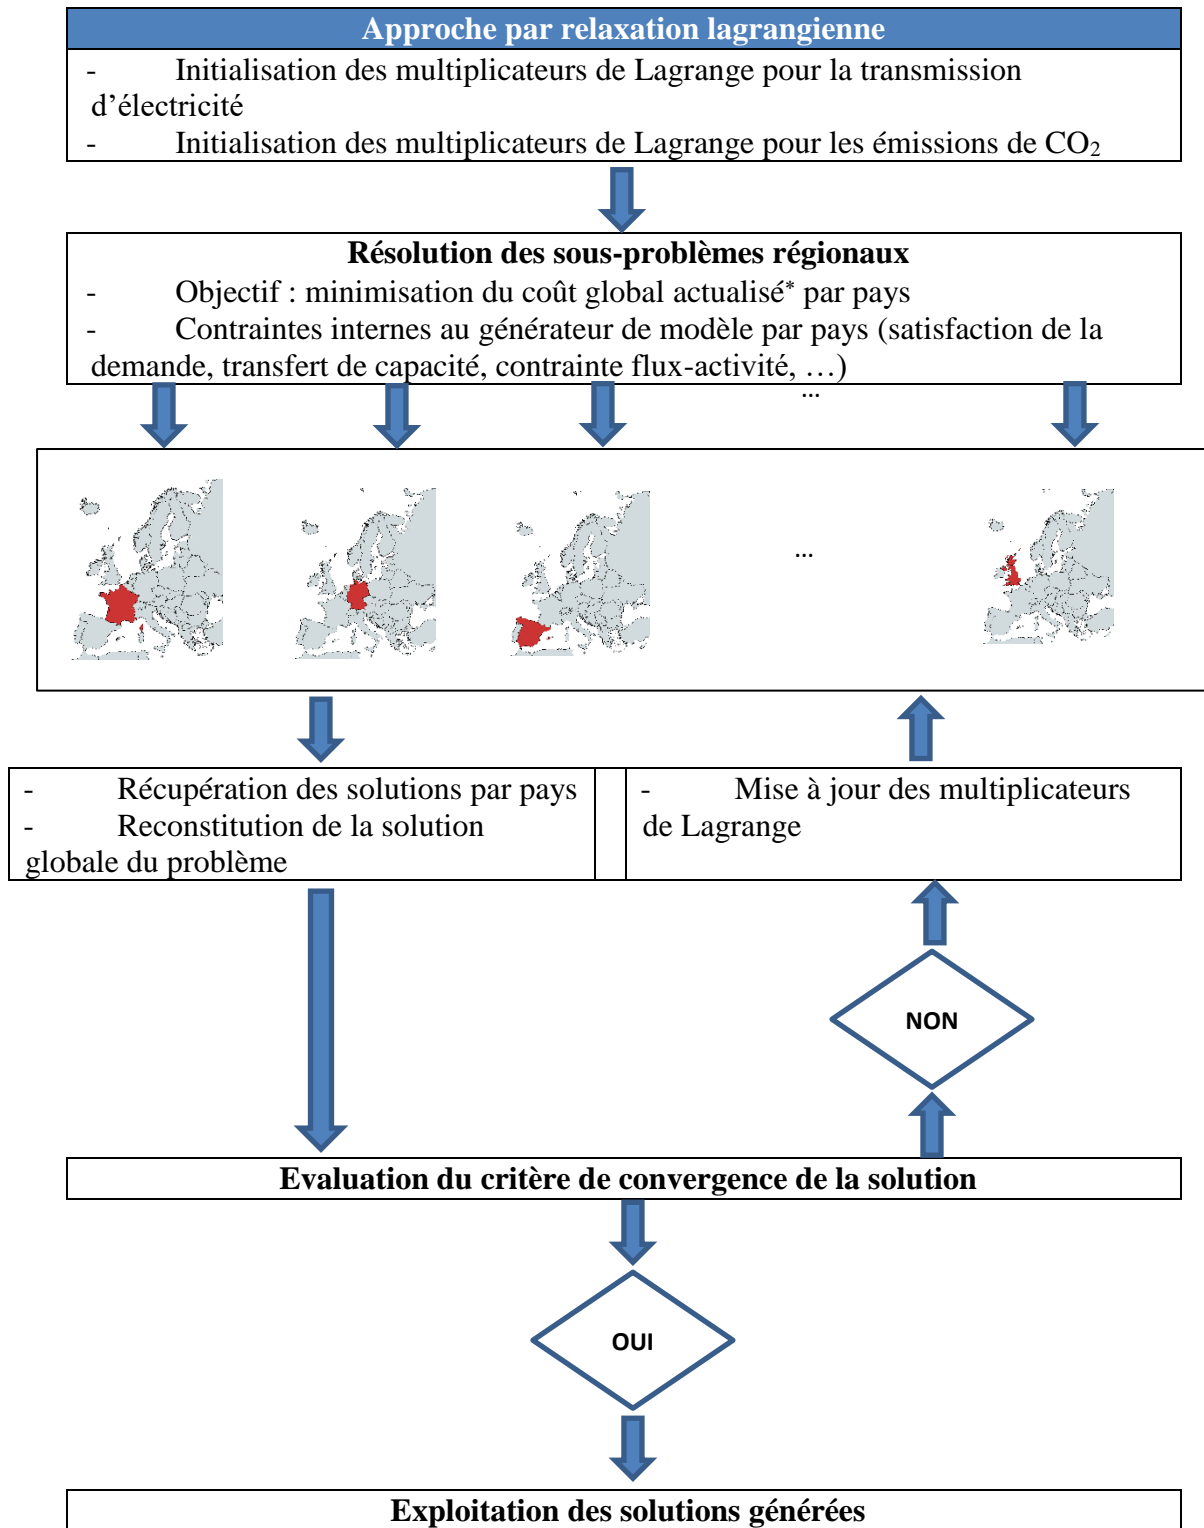 Approche par relaxation lagrangienne
- Initialisation des multiplicateurs de Lagrange pour la transmission
d’électricité
- Initialisation des multiplicateurs de Lagrange pour les émissions de CO₂
Résolution des sous-problèmes régionaux
- Objectif : minimisation du coût global actualisé* par pays
- Contraintes internes au générateur de modèle par pays (satisfaction de la
demande, transfert de capacité, contrainte flux-activité, …)
...
...
- Récupération des solutions par pays
- Reconstitution de la solution
globale du problème
- Mise à jour des multiplicateurs
de Lagrange
NON
Evaluation du critère de convergence de la solution
OUI
Exploitation des solutions générées